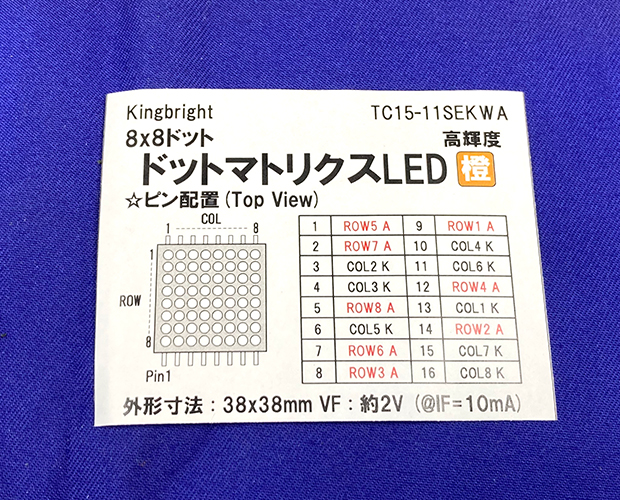 Kingbright TC15-11SEKWA
8x8ドット 高輝度
ドットマトリクスLED 橙
☆ピン配置(Top View)
COL
1 8
1
ROW
8
Pin1
1 ROW5 A 9 ROW1 A
2 ROW7 A 10 COL4 K
3 COL2 K 11 COL6 K
4 COL3 K 12 ROW4 A
5 ROW8 A 13 COL1 K
6 COL5 K 14 ROW2 A
7 ROW6 A 15 COL7 K
8 ROW3 A 16 COL8 K
外形寸法:38x38mm VF:約2V (@IF=10mA)